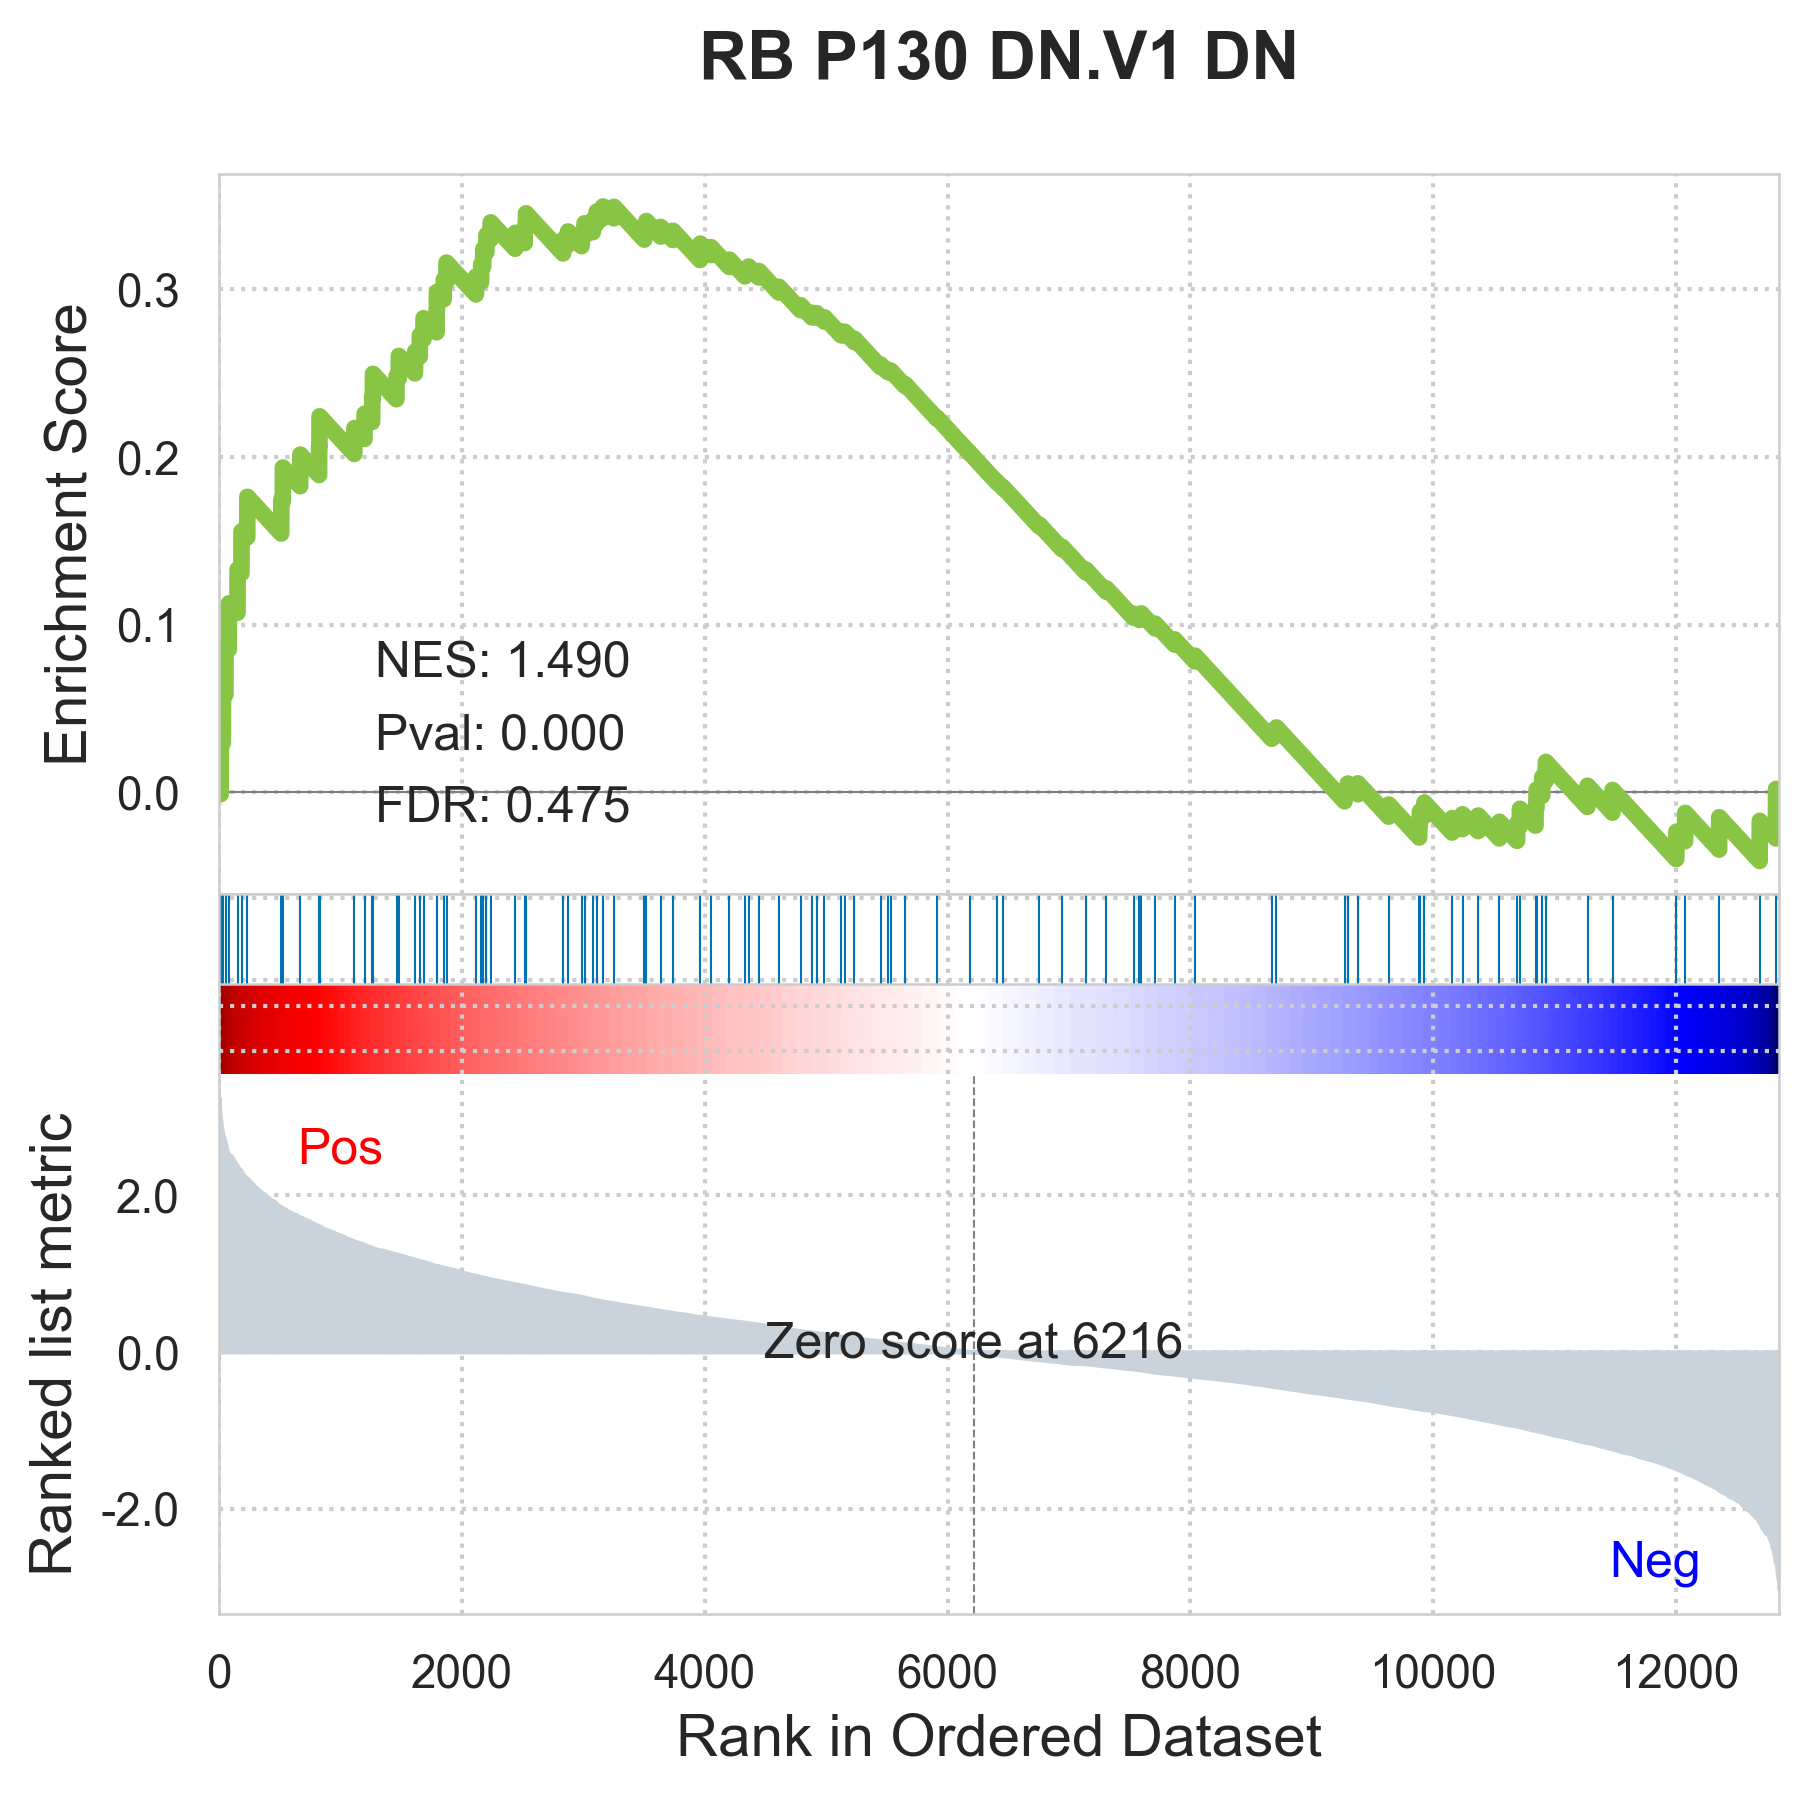 RB P130 DN.V1 DN
Enrichment Score
0.3
0.2
0.1
0.0
NES: 1.490
Pval: 0.000
FDR: 0.475
Ranked list metric
Pos
2.0
0.0
-2.0
Zero score at 6216
Neg
0 2000 4000 6000 8000 10000 12000
Rank in Ordered Dataset